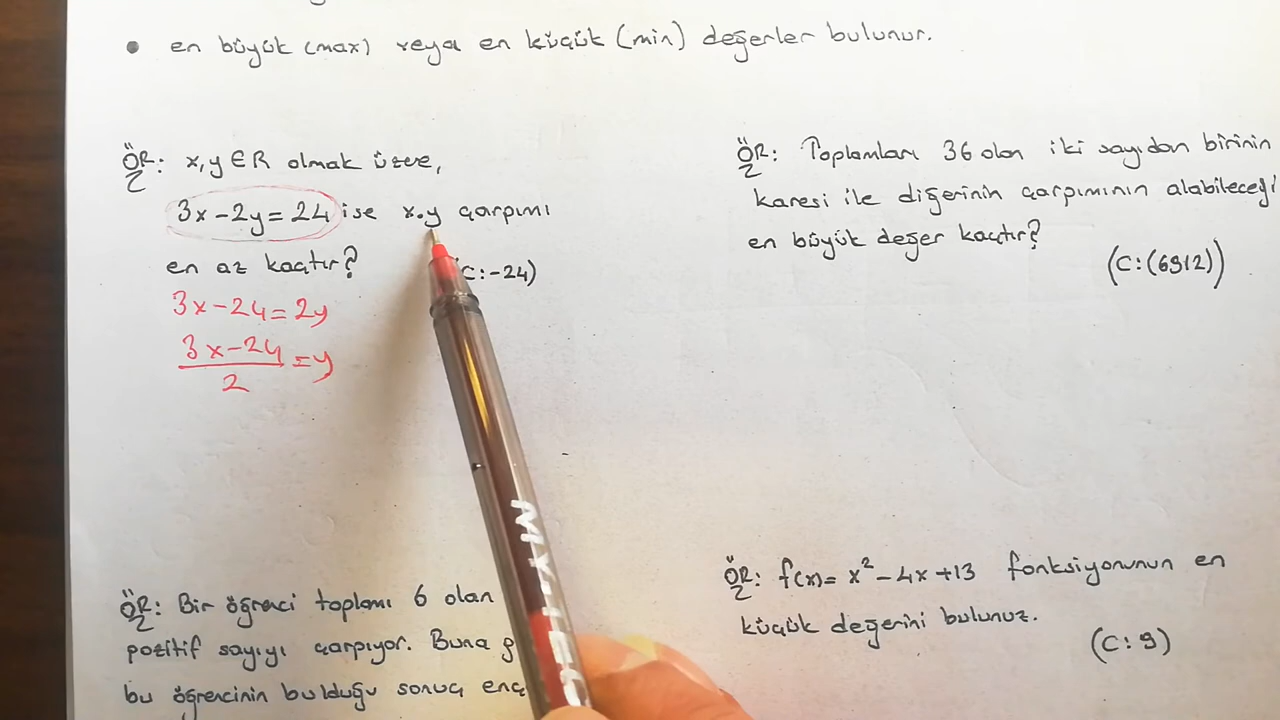 • en büyük (max) veya en küçük (min) değerler bulunur.
ÖR: x,y ∈ R olmak üzere,
3x-2y=24 ise x.y çarpımı
en az kaçtır?
C:-24)
3x-24=2y
3x-24
2
=y
ÖR: Toplamları 36 olan iki sayıdan birinin
karesi ile diğerinin çarpımının alabileceği
en büyük değer kaçtır?
(C:(6912))
ÖR: Bir öğrenci toplamı 6 olan
pozitif sayıyı çarpıyor. Buna
bu öğrencinin bulduğu sonuç
ÖR: f(x)= x²-4x+13 fonksiyonunun en
küçük değerini bulunuz.
(C:9)